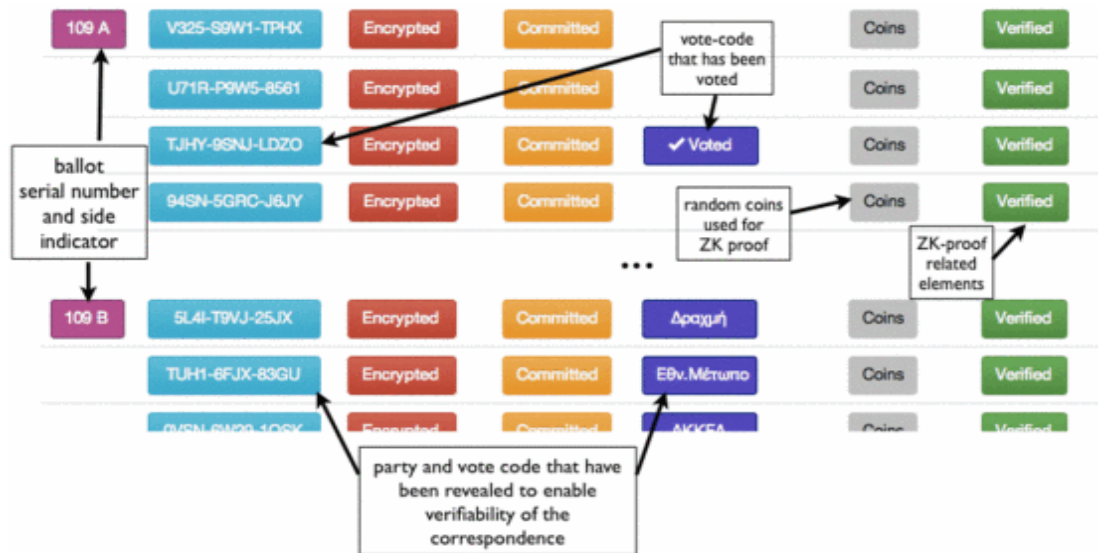 109 A V325-S9W1-TPHX Encrypted Committed Coins Verified
vote-code
that has been
voted
U71R-P9W5-8561 Encrypted Committed Coins Verified
TJHY-9SNJ-LDZO Encrypted Committed ✔ Voted Coins Verified
ballot
serial number
and side
indicator
94SN-5GRC-J6JY Encrypted Committed Coins Verified
random coins
used for
ZK proof
ZK-proof
related
elements
...
109 B 5L4I-T9VJ-25JX Encrypted Committed Δραχμή Coins Verified
TUH1-6FJX-83GU Encrypted Committed Εθν.Μέτωπο Coins Verified
Encrypted Committed ΑΚΚΕΛ Coins Verified
party and vote code that have
been revealed to enable
verifiability of the
correspondence